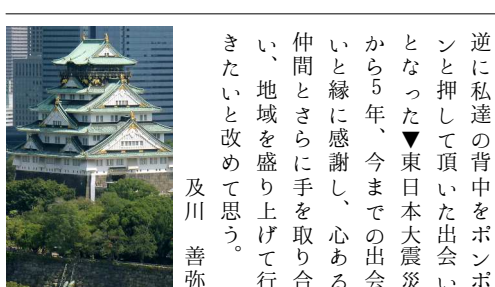 逆に私達の背中をポンポ
ンと押して頂いた出会い
となった▼東日本大震災
から5年、今までの出会
いと縁に感謝し、心ある
仲間とさらに手を取り合
い、地域を盛り上げて行
きたいと改めて思う。
及川　善弥